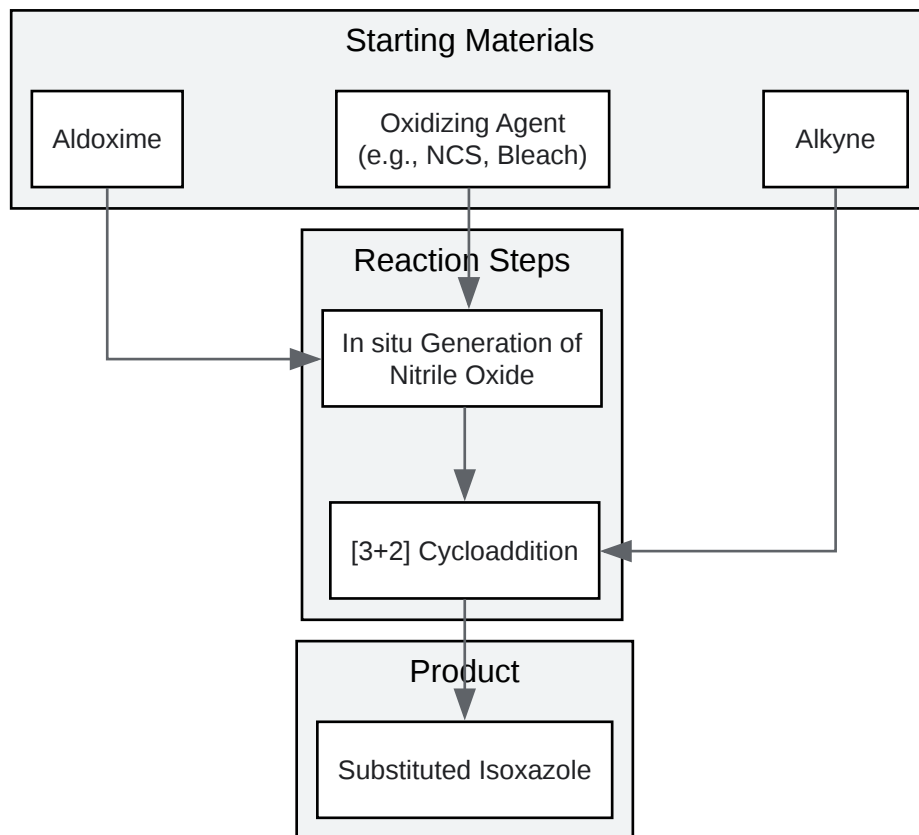 Starting Materials
Aldoxime
Oxidizing Agent
(e.g., NCS, Bleach)
Alkyne
Reaction Steps
In situ Generation of
Nitrile Oxide
[3+2] Cycloaddition
Product
Substituted Isoxazole